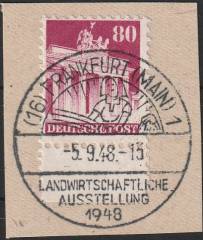 80
(16) FRANKFURT (MAIN) 1
DEUTSCHE POST
-5.9.48.-13
LANDWIRTSCHAFTLICHE
AUSSTELLUNG
1948